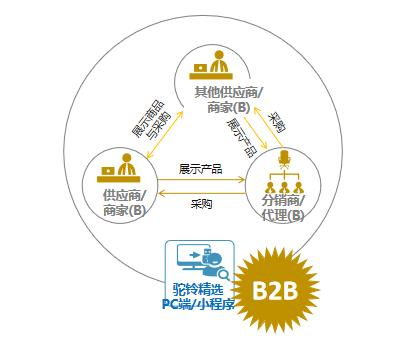 其他供应商/
商家(B)
展示商品
与采购
展示产品
采购
供应商/
商家(B)
展示产品
采购
分销商/
代理(B)
驼铃精选
PC端/小程序
B2B